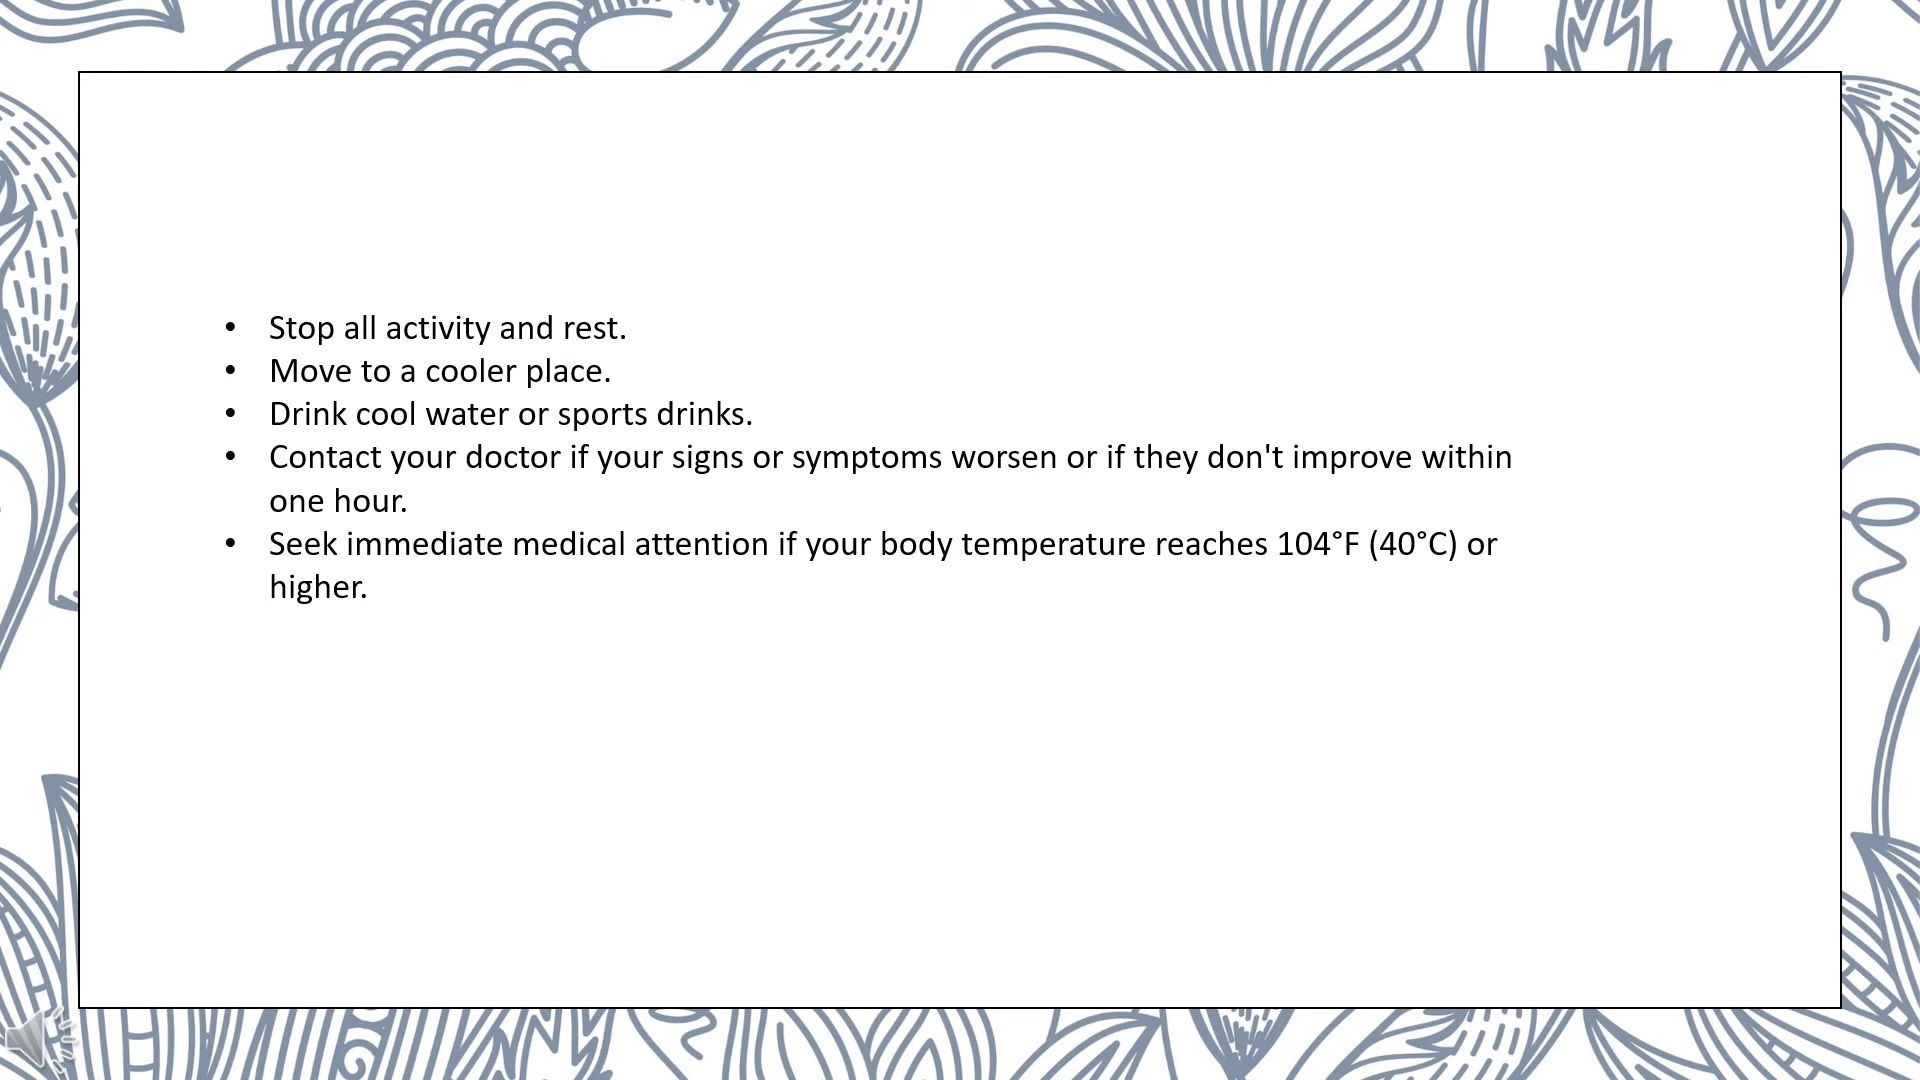 • Stop all activity and rest.
• Move to a cooler place.
• Drink cool water or sports drinks.
• Contact your doctor if your signs or symptoms worsen or if they don't improve within
one hour.
• Seek immediate medical attention if your body temperature reaches 104°F (40°C) or
higher.